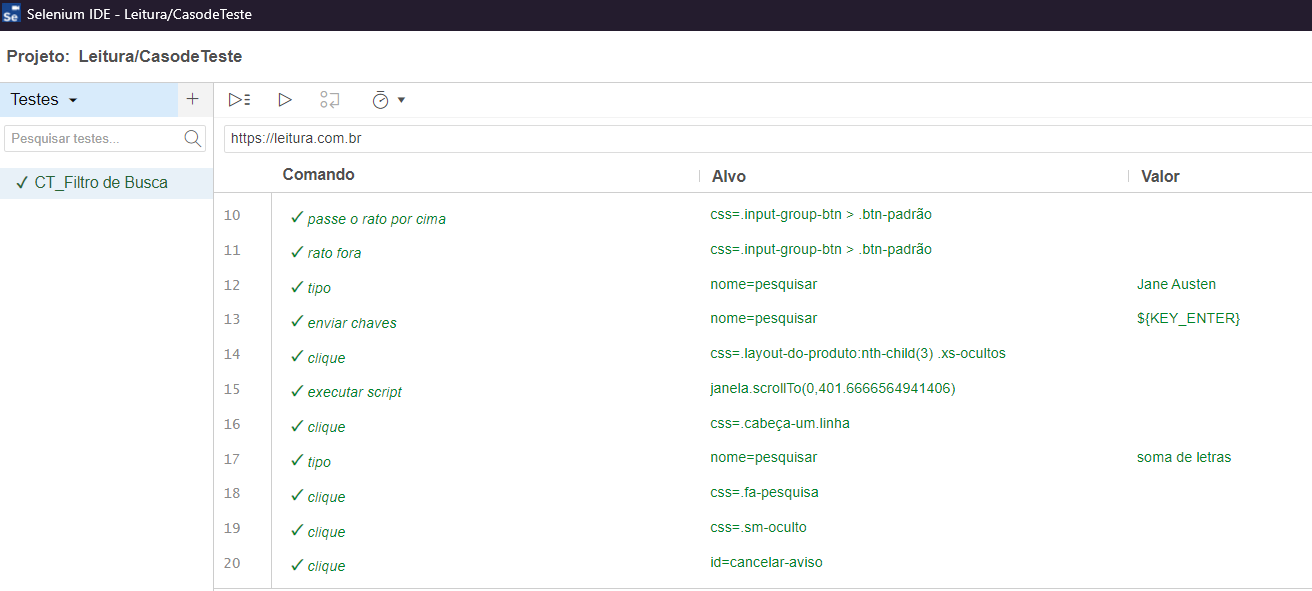 Se Selenium IDE - Leitura/CasodeTeste
Projeto: Leitura/CasodeTeste
Testes
Pesquisar testes...
https://leitura.com.br
✓ CT_Filtro de Busca
Comando Alvo Valor
10 ✓ passe o rato por cima css=.input-group-btn > .btn-padrão
11 ✓ rato fora css=.input-group-btn > .btn-padrão
12 ✓ tipo nome=pesquisar Jane Austen
13 ✓ enviar chaves nome=pesquisar ${KEY_ENTER}
14 ✓ clique css=.layout-do-produto:nth-child(3) .xs-ocultos
15 ✓ executar script janela.scrollTo(0,401.6666564941406)
16 ✓ clique css=.cabeça-um.linha
17 ✓ tipo nome=pesquisar soma de letras
18 ✓ clique css=.fa-pesquisa
19 ✓ clique css=.sm-oculto
20 ✓ clique id=cancelar-aviso